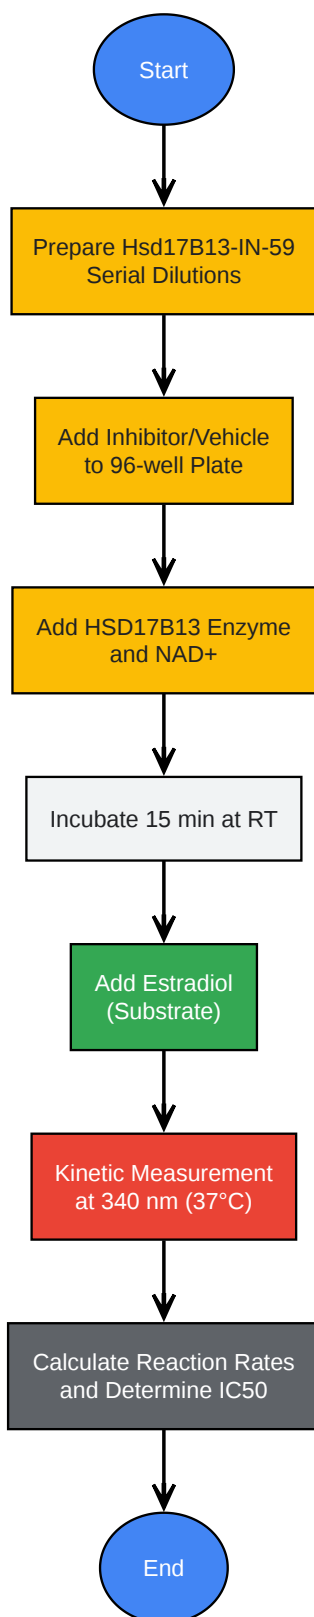 Start
Prepare Hsd17B13-IN-59
Serial Dilutions
Add Inhibitor/Vehicle
to 96-well Plate
Add HSD17B13 Enzyme
and NAD+
Incubate 15 min at RT
Add Estradiol
(Substrate)
Kinetic Measurement
at 340 nm (37°C)
Calculate Reaction Rates
and Determine IC50
End